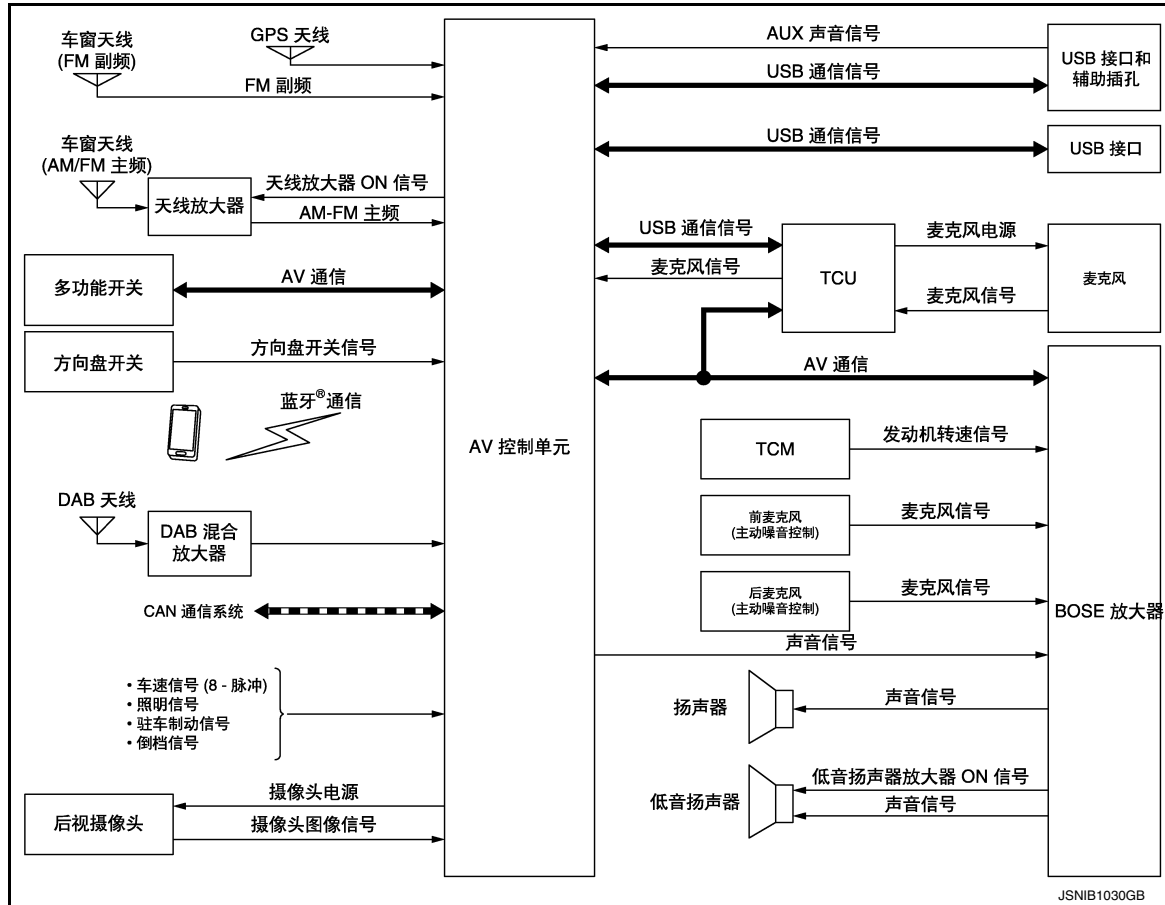 车窗天线
(FM 副频)
GPS 天线
FM 副频
车窗天线
(AM/FM 主频)
天线放大器
天线放大器 ON 信号
AM-FM 主频
多功能开关
AV 通信
方向盘开关
方向盘开关信号
蓝牙®通信
DAB 天线
DAB 混合
放大器
CAN 通信系统
• 车速信号 (8 - 脉冲)
• 照明信号
• 驻车制动信号
• 倒档信号
后视摄像头
摄像头电源
摄像头图像信号
AV 控制单元
AUX 声音信号
USB 通信信号
USB 接口和
辅助插孔
USB 通信信号
USB 接口
USB 通信信号
麦克风信号
TCU
麦克风电源
麦克风信号
麦克风
AV 通信
TCM
发动机转速信号
前麦克风
(主动噪音控制)
麦克风信号
后麦克风
(主动噪音控制)
麦克风信号
BOSE 放大器
声音信号
扬声器
声音信号
低音扬声器
低音扬声器放大器 ON 信号
声音信号
JSNIB1030GB